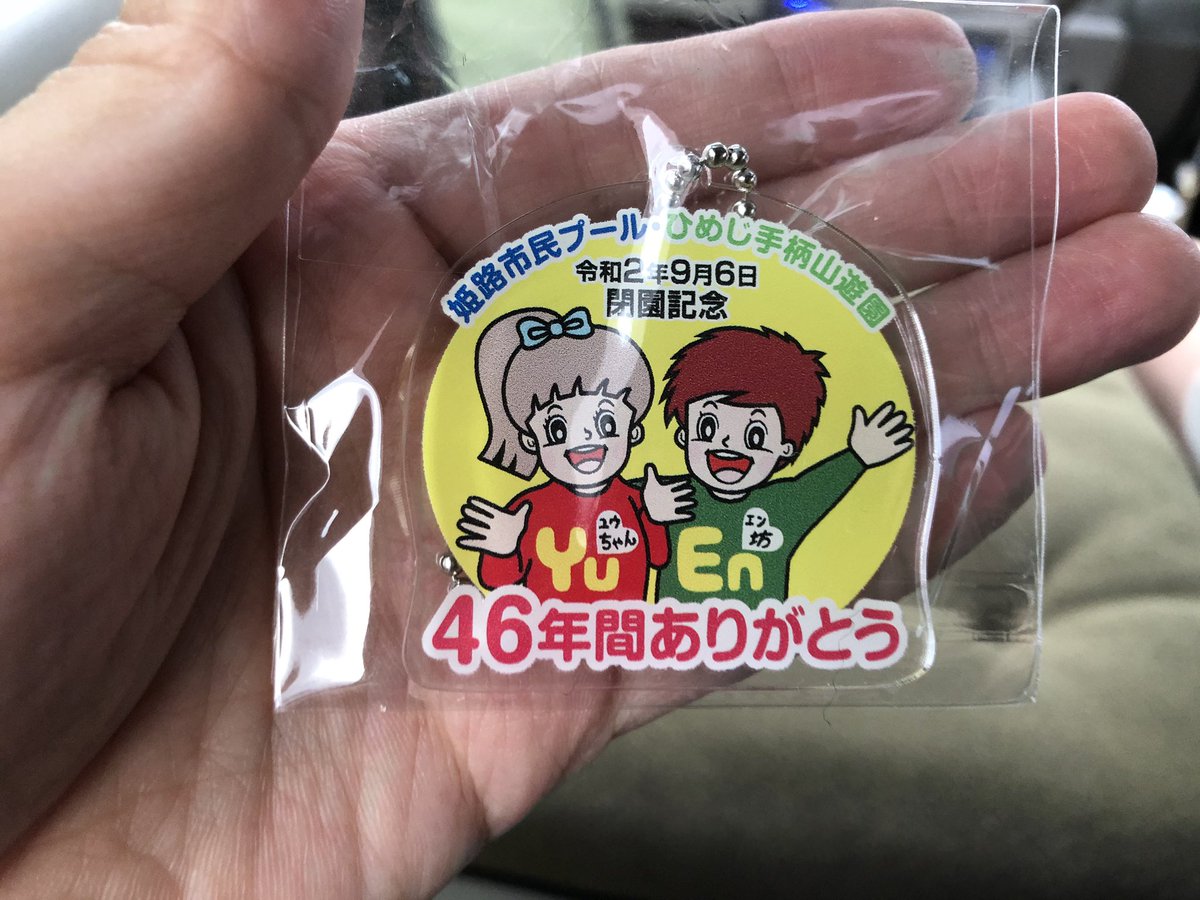 姫路市民プール・ひめじ手柄山遊園
令和2年9月6日
閉園記念
ユウ
ちゃん
Yu
エン
坊
En
46年間ありがとう